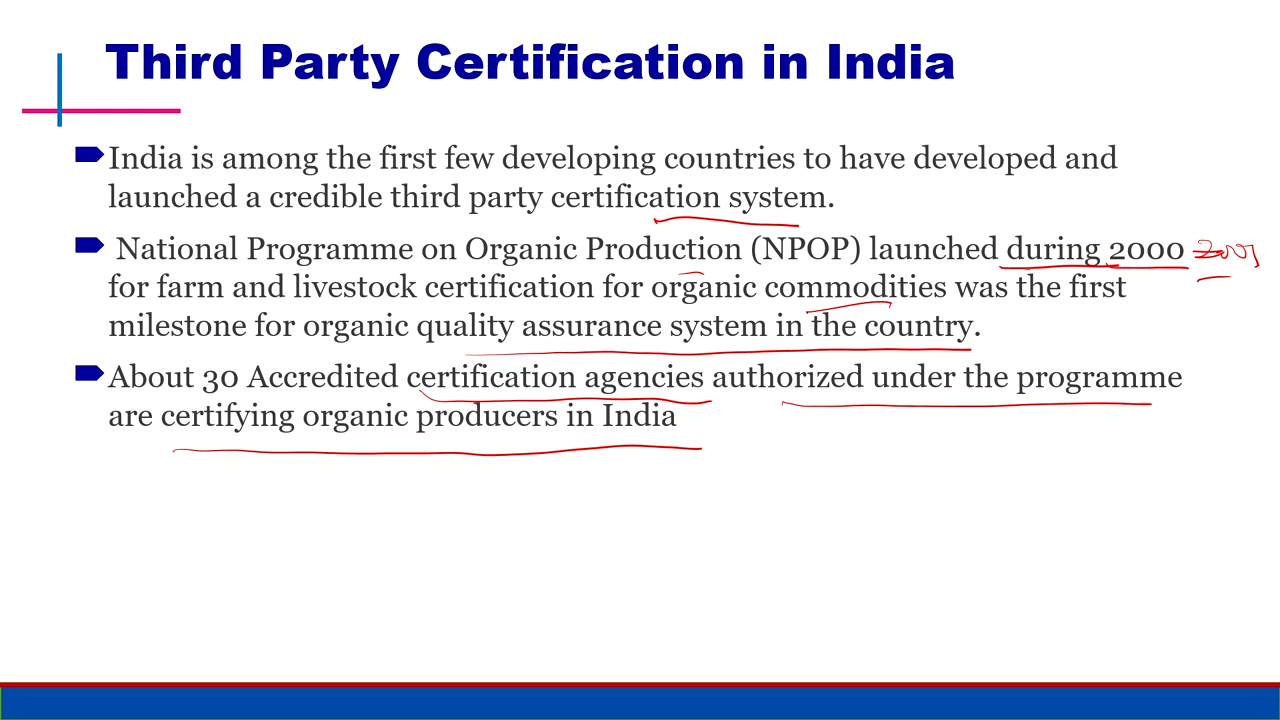 Third Party Certification in India
India is among the first few developing countries to have developed and
launched a credible third party certification system.
National Programme on Organic Production (NPOP) launched during 2000
for farm and livestock certification for organic commodities was the first
milestone for organic quality assurance system in the country.
About 30 Accredited certification agencies authorized under the programme
are certifying organic producers in India